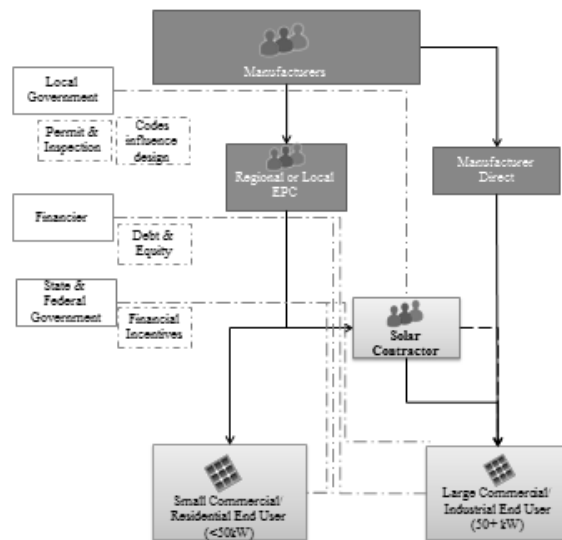 Manufacturers
Local
Government
Permit &
Inspection
Codes
influence
design
Regional or Local
EPC
Manufacturer
Direct
Financier
Debt &
Equity
State &
Federal
Government
Financial
Incentives
Solar
Contractor
Small Commercial/
Residential End User
(<50kW)
Large Commercial/
Industrial End User
(50+ kW)